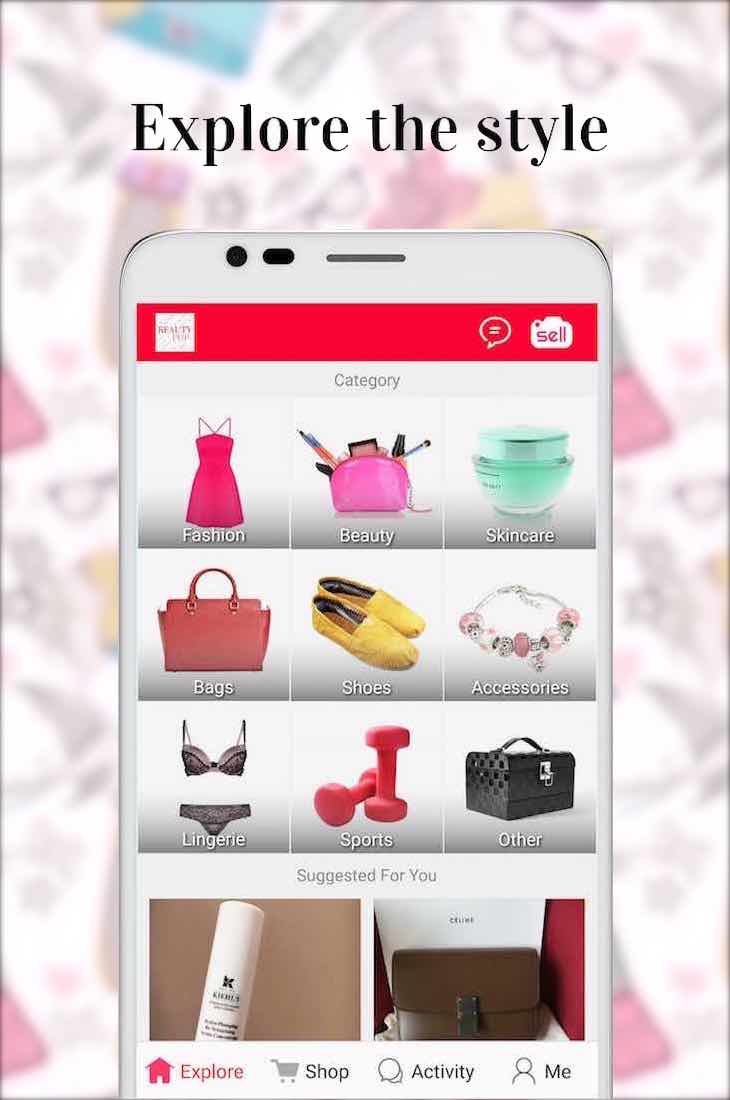 Explore the style
BEAUTY
POP
sell
Category
Fashion
Beauty
Skincare
Bags
Shoes
Accessories
Lingerie
Sports
Other
Suggested For You
KIEHL'S
CELINE
Explore
Shop
Activity
Me